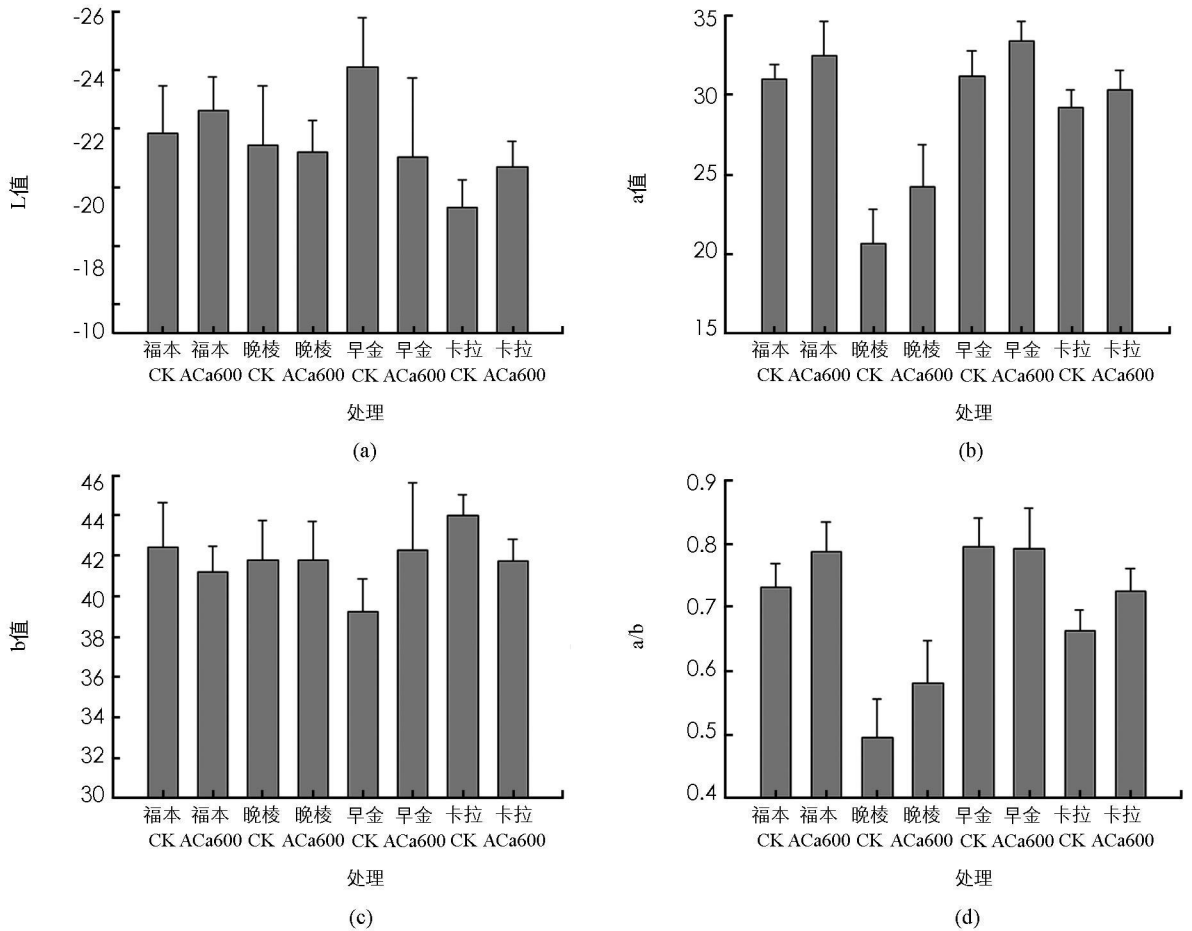 -26
-24
-22
-20
-18
-10
L值
福本 福本 晚棱 晚棱 早金 早金 卡拉 卡拉
CK ACa600 CK ACa600 CK ACa600 CK ACa600
处理
(a)
35
30
25
20
15
a值
福本 福本 晚棱 晚棱 早金 早金 卡拉 卡拉
CK ACa600 CK ACa600 CK ACa600 CK ACa600
处理
(b)
46
44
42
40
38
36
34
32
30
b值
福本 福本 晚棱 晚棱 早金 早金 卡拉 卡拉
CK ACa600 CK ACa600 CK ACa600 CK ACa600
处理
(c)
0.9
0.8
0.7
0.6
0.5
0.4
a/b
福本 福本 晚棱 晚棱 早金 早金 卡拉 卡拉
CK ACa600 CK ACa600 CK ACa600 CK ACa600
处理
(d)